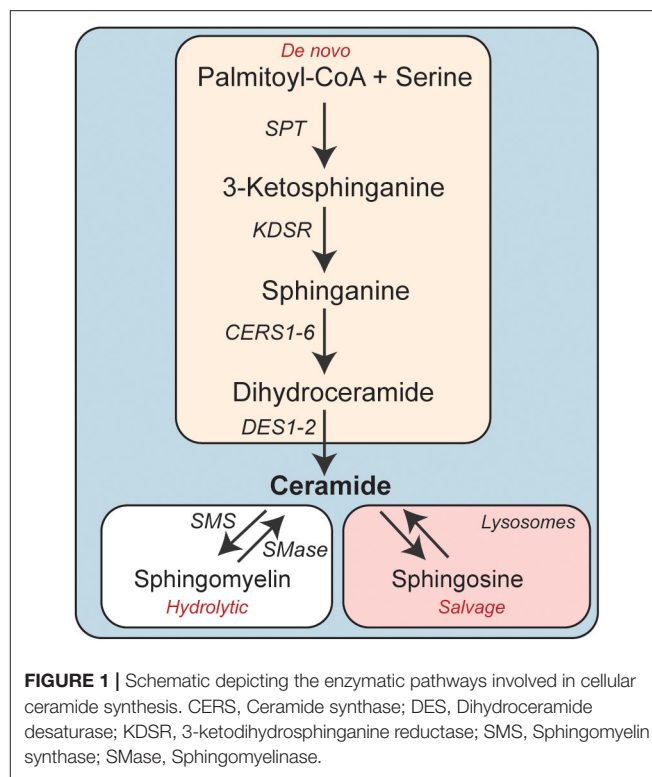 De novo
Palmitoyl-CoA + Serine
SPT
3-Ketosphinganine
KDSR
Sphinganine
CERS1-6
Dihydroceramide
DES1-2
Ceramide
SMS
SMase
Sphingomyelin
Hydrolytic
Lysosomes
Sphingosine
Salvage
FIGURE 1 | Schematic depicting the enzymatic pathways involved in cellular
ceramide synthesis. CERS, Ceramide synthase; DES, Dihydroceramide
desaturase; KDSR, 3-ketodihydrosphinganine reductase; SMS, Sphingomyelin
synthase; SMase, Sphingomyelinase.